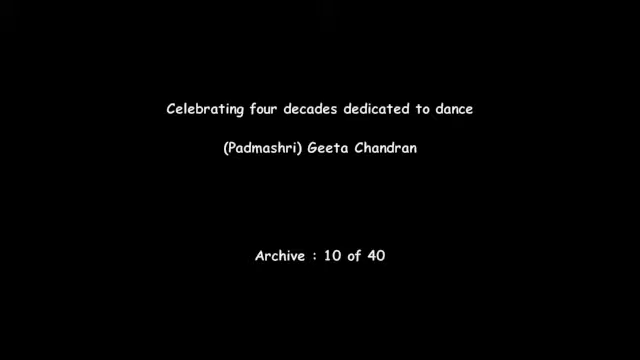 Celebrating four decades dedicated to dance
(Padmashri) Geeta Chandran
Archive : 10 of 40